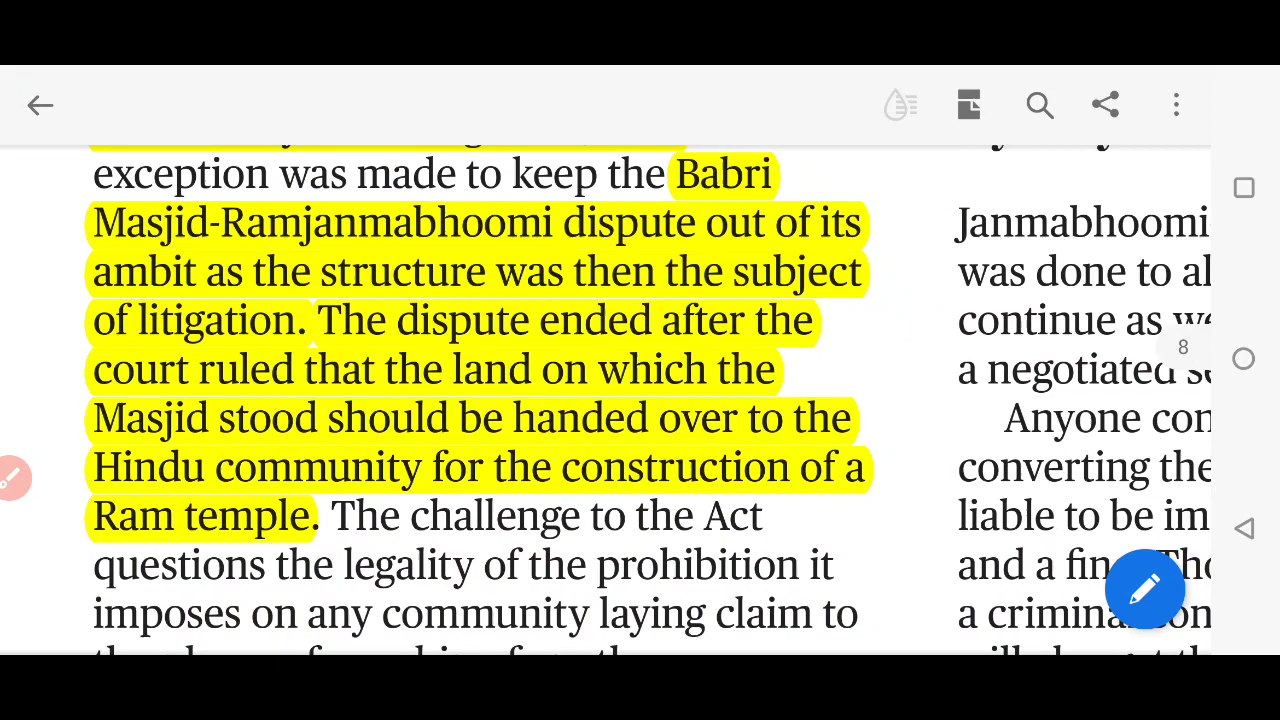 exception was made to keep the Babri
Masjid-Ramjanmabhoomi dispute out of its
ambit as the structure was then the subject
of litigation. The dispute ended after the
court ruled that the land on which the
Masjid stood should be handed over to the
Hindu community for the construction of a
Ram temple. The challenge to the Act
questions the legality of the prohibition it
imposes on any community laying claim to
Janmabhoomi
was done to al
continue as we
8
a negotiated se
Anyone con
converting the
liable to be im
and a fin
a crimina